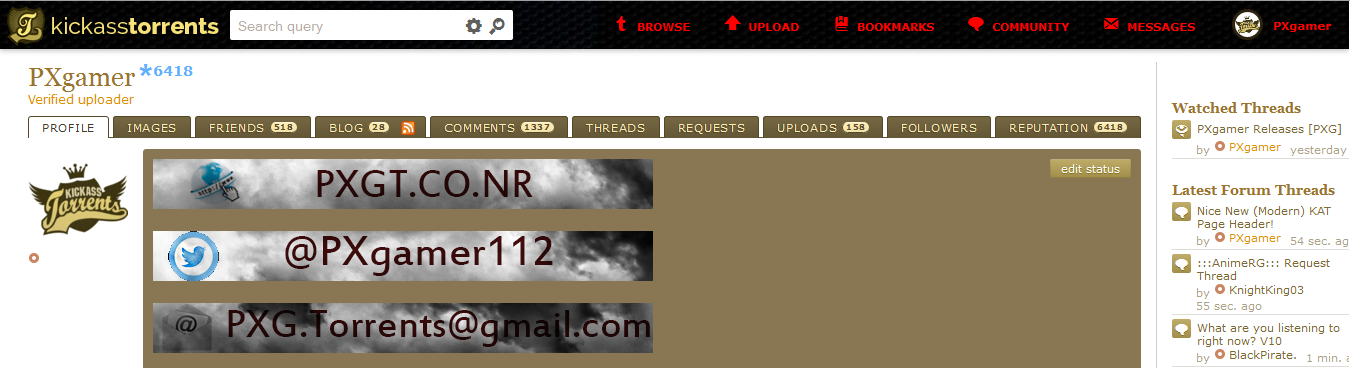 kickasstorrents Search query BROWSE UPLOAD BOOKMARKS COMMUNITY MESSAGES PXgamer
PXgamer *6418
Verified uploader
PROFILE IMAGES FRIENDS 518 BLOG 28 COMMENTS 1337 THREADS REQUESTS UPLOADS 158 FOLLOWERS REPUTATION 6418
KICKASS
Torrents
edit status
http://www
PXGT.CO.NR
@PXgamer112
@ PXG.Torrents@gmail.com
Watched Threads
PXgamer Releases [PXG]
by PXgamer yesterday
Latest Forum Threads
Nice New (Modern) KAT
Page Header!
by PXgamer 54 sec. ag
:::AnimeRG::: Request
Thread
by KnightKing03
55 sec. ago
What are you listening to
right now? V10
by BlackPirate. 1 min. a